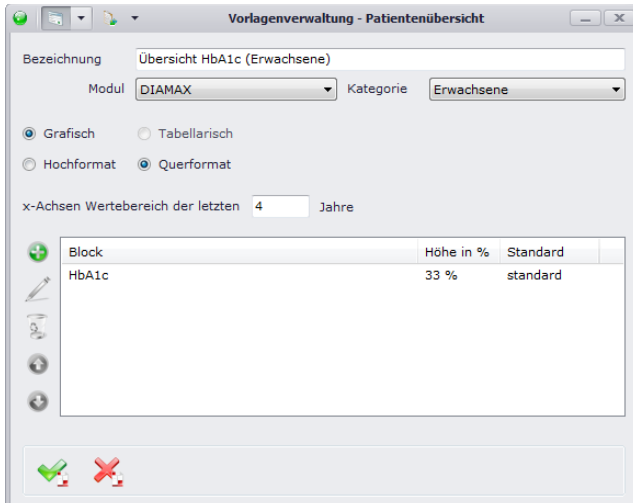 Vorlagenverwaltung - Patientenübersicht
Bezeichnung Übersicht HbA1c (Erwachsene)
Modul DIAMAX Kategorie Erwachsene
Grafisch Tabellarisch
Hochformat Querformat
x-Achsen Wertebereich der letzten 4 Jahre
Block Höhe in % Standard
HbA1c 33 % standard